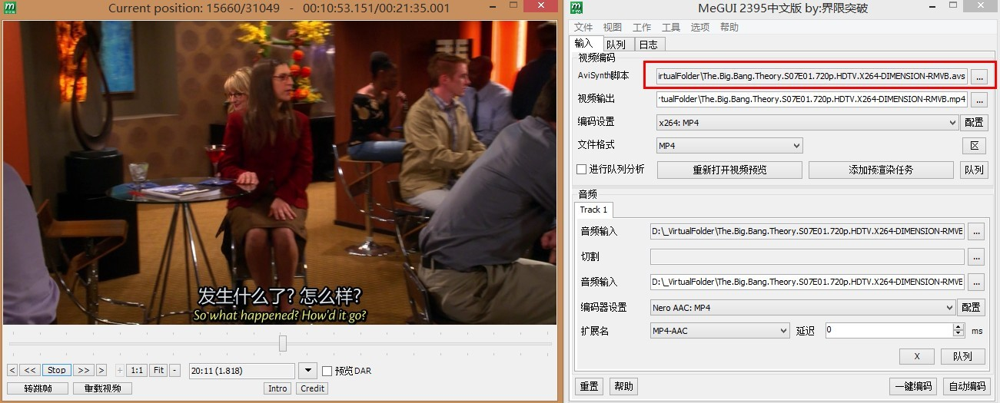 Current position: 15660/31049 - 00:10:53.151/00:21:35.001
发生什么了? 怎么样?
So what happened? How'd it go?
< << Stop >> > + 1:1 Fit - 20:11 (1.818) 预览DAR
转跳帧 重载视频 Intro Credit
MeGUI 2395中文版 by:界限突破
文件 视图 工作 工具 选项 帮助
输入 队列 日志
视频编码
AviSynth脚本 irtualFolder\The.Big.Bang.Theory.S07E01.720p.HDTV.X264-DIMENSION-RMVB.avs ...
视频输出 rtualFolder\The.Big.Bang.Theory.S07E01.720p.HDTV.X264-DIMENSION-RMVB.mp4 ...
编码设置 x264: MP4 配置
文件格式 MP4 区
进行队列分析 重新打开视频预览 添加预渲染任务 队列
音频
Track 1
音频输入 D:\_VirtualFolder\The.Big.Bang.Theory.S07E01.720p.HDTV.X264-DIMENSION-RMVB ...
切割 ...
音频输入 D:\_VirtualFolder\The.Big.Bang.Theory.S07E01.720p.HDTV.X264-DIMENSION-RMVB ...
编码器设置 Nero AAC: MP4 配置
扩展名 MP4-AAC 延迟 0 ms
X 队列
重置 帮助 一键编码 自动编码